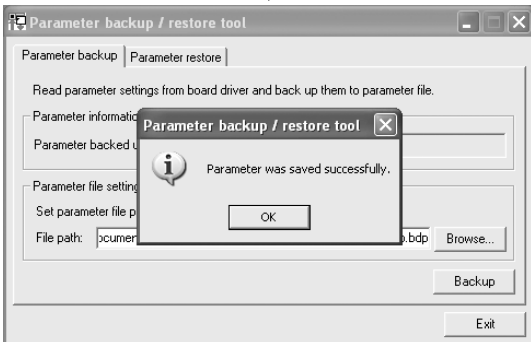 Parameter backup / restore tool
Parameter backup Parameter restore
Read parameter settings from board driver and back up them to parameter file.
Parameter
Parameter backup / restore tool
Parameter backed
Parameter was saved successfully.
Parameter file setting
Set parameter file
OK
File path: .bdp Browse...
Backup
Exit